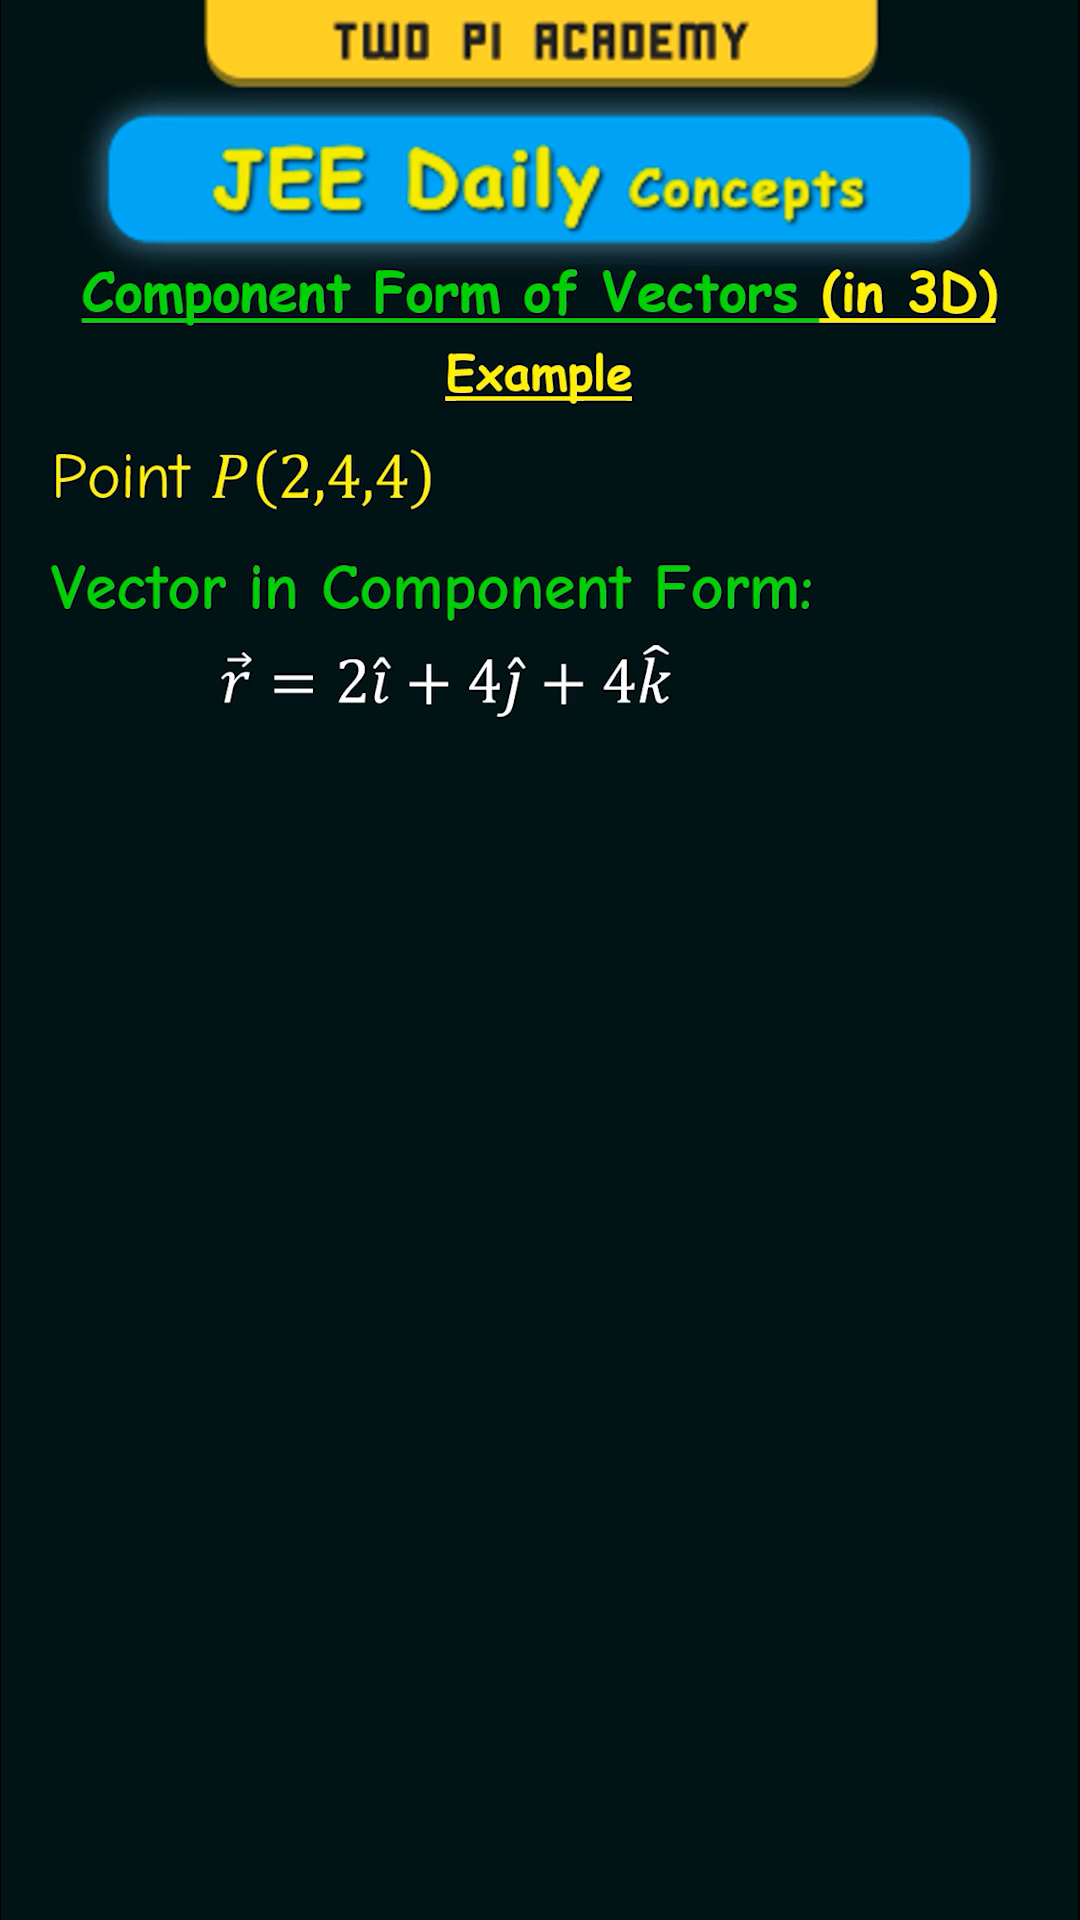 TWO PI ACADEMY
JEE Daily Concepts
Component Form of Vectors (in 3D)
Example
Point P(2,4,4)
Vector in Component Form:
r⃗ = 2î + 4ĵ + 4k̂